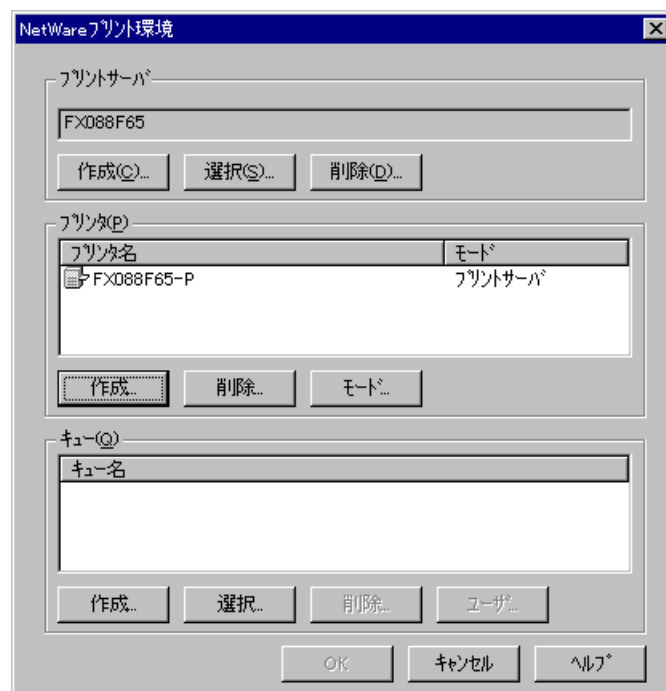 NetWareﾌﾟﾘﾝﾄ環境
ﾌﾟﾘﾝﾄｻｰﾊﾞ
FX088F65
作成(C)... 選択(S)... 削除(D)...
ﾌﾟﾘﾝﾀ(P)
ﾌﾟﾘﾝﾀ名 ﾓｰﾄﾞ
FX088F65-P ﾌﾟﾘﾝﾄｻｰﾊﾞ
作成... 削除... ﾓｰﾄﾞ...
ｷｭｰ(Q)
ｷｭｰ名
作成... 選択... 削除... ﾕｰｻﾞ...
OK ｷｬﾝｾﾙ ﾍﾙﾌﾟ